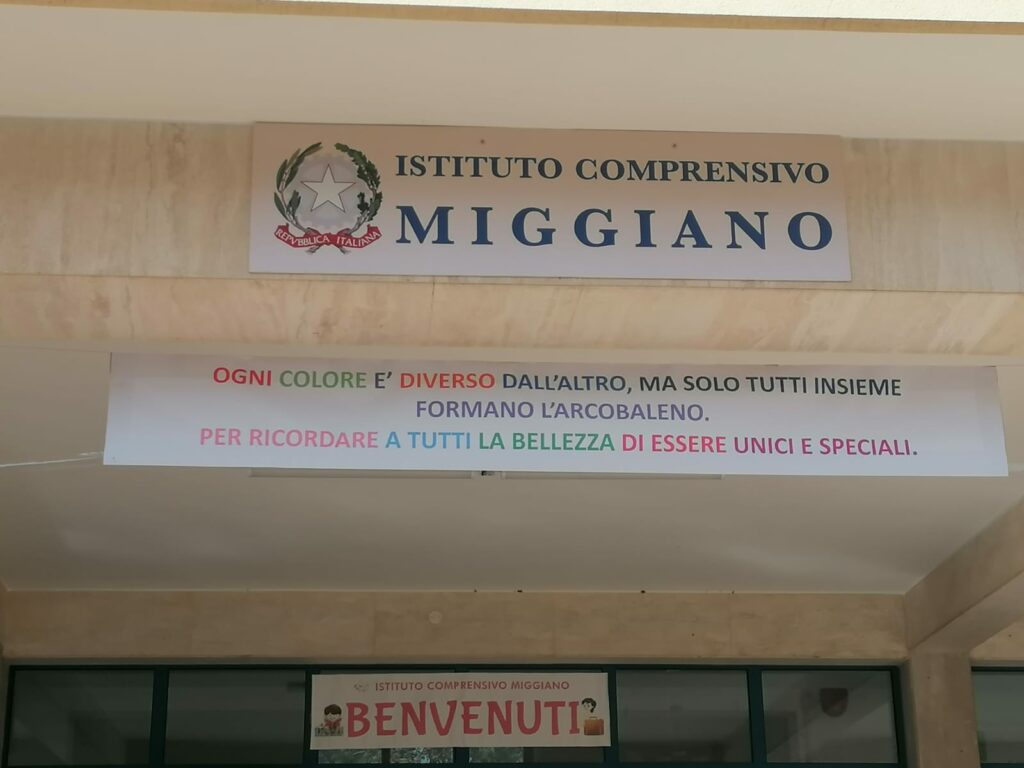 ISTITUTO COMPRENSIVO
MIGGIANO
REPVBBLICA ITALIANA
OGNI COLORE E' DIVERSO DALL'ALTRO, MA SOLO TUTTI INSIEME
FORMANO L'ARCOBALENO.
PER RICORDARE A TUTTI LA BELLEZZA DI ESSERE UNICI E SPECIALI.
ISTITUTO COMPRENSIVO MIGGIANO
BENVENUTI